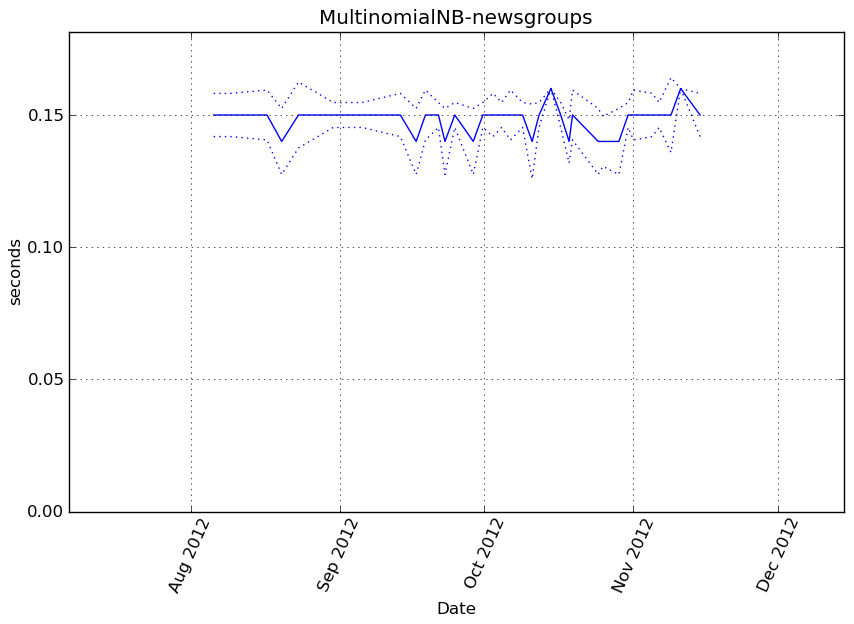 MultinomialNB-newsgroups
0.15
0.10
0.05
0.00
seconds
Aug 2012
Sep 2012
Oct 2012
Nov 2012
Dec 2012
Date